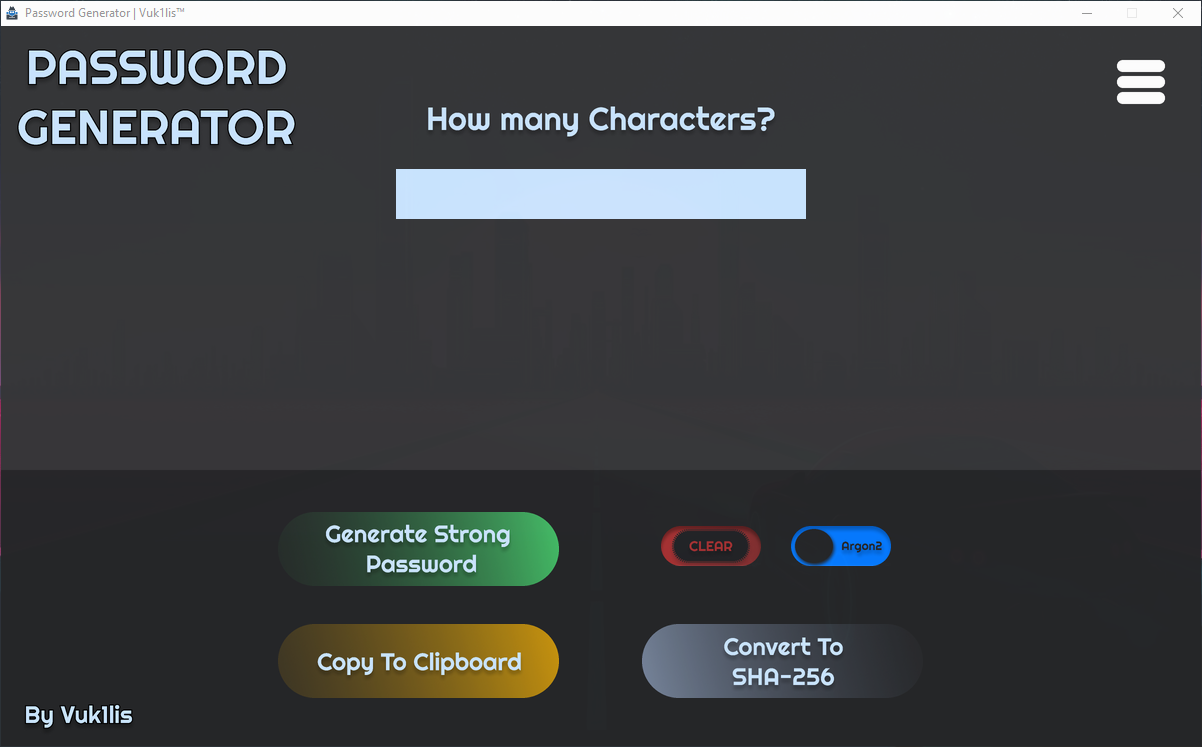 Password Generator | Vuk1lis™
PASSWORD
GENERATOR
How many Characters?
Generate Strong
Password
CLEAR
Argon2
Copy To Clipboard
Convert To
SHA-256
By Vuk1lis